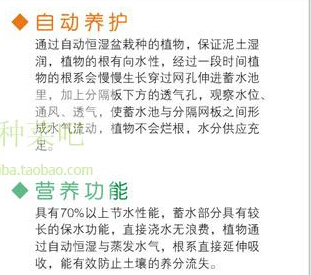 自动养护
通过自动恒湿盆栽种的植物，保证泥土湿
润，植物的根有向水性，经过一段时间植
物的根系会慢慢生长穿过网孔伸进蓄水池
里，加上分隔板下方的透气孔，观察水位、
通风、透气，使蓄水池与分隔网板之间形
成水气流动，植物不会烂根，水分供应充
足。
种菜吧
iba.taobao.com
营养功能
具有70%以上节水性能，蓄水部分具有较
长的保水功能，直接浇水无浪费，植物通
过自动恒湿与蒸发水气，根系直接延伸吸
收，能有效防止土壤的养分流失。